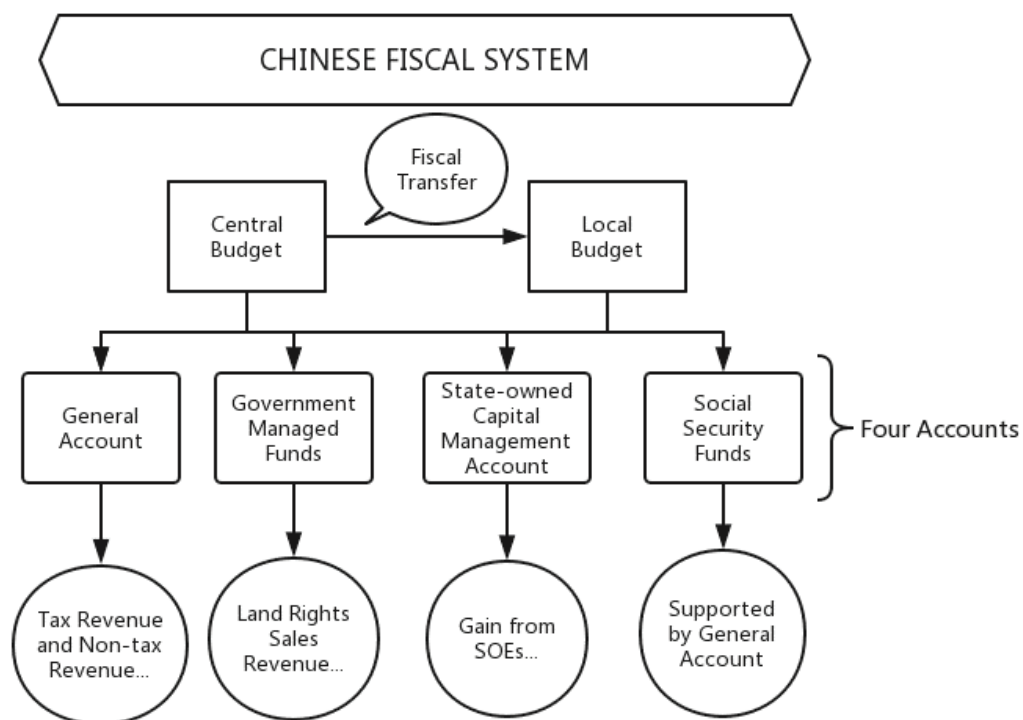 CHINESE FISCAL SYSTEM
Fiscal
Transfer
Central
Budget
Local
Budget
General
Account
Government
Managed
Funds
State-owned
Capital
Management
Account
Social
Security
Funds
Four Accounts
Tax Revenue
and Non-tax
Revenue...
Land Rights
Sales
Revenue...
Gain from
SOEs...
Supported
by General
Account